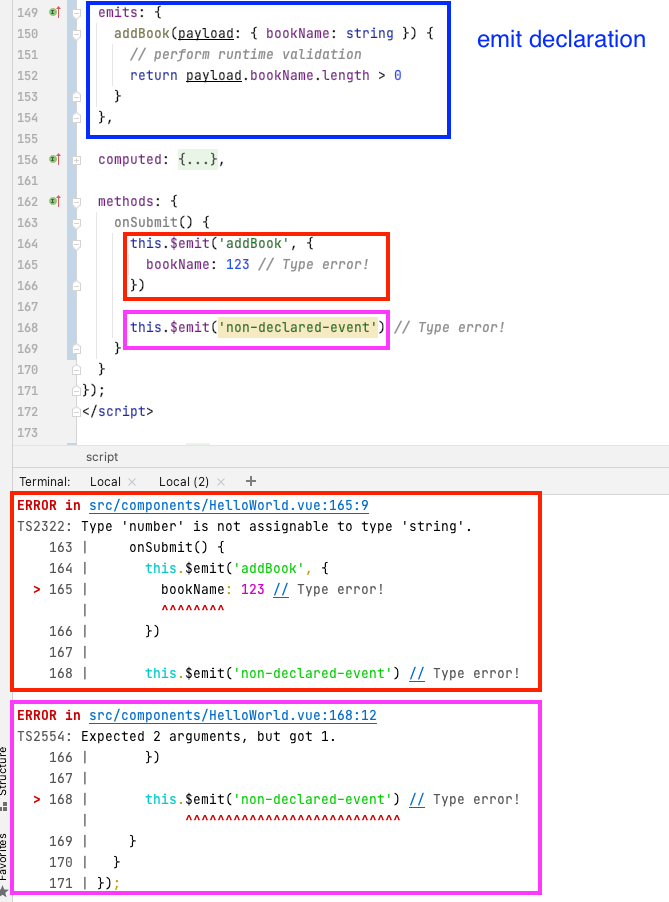 149 emits: {
emit declaration
150 addBook(payload: { bookName: string }) {
151 // perform runtime validation
152 return payload.bookName.length > 0
153 }
154 },
155
156 computed: {...},
161
162 methods: {
163 onSubmit() {
164 this.$emit('addBook', {
165 bookName: 123 // Type error!
166 })
167
168 this.$emit('non-declared-event') // Type error!
169 }
170 }
171 });
172 </script>
173
script
Terminal: Local × Local (2) × +
ERROR in src/components/HelloWorld.vue:165:9
TS2322: Type 'number' is not assignable to type 'string'.
163 | onSubmit() {
164 | this.$emit('addBook', {
> 165 | bookName: 123 // Type error!
| ^^^^^^^^
166 | })
167 |
168 | this.$emit('non-declared-event') // Type error!
ERROR in src/components/HelloWorld.vue:168:12
TS2554: Expected 2 arguments, but got 1.
166 | })
167 |
> 168 | this.$emit('non-declared-event') // Type error!
| ^^^^^^^^^^^^^^^^^^^^^^^^^^^
169 | }
170 | }
171 | });
Structure
Favorites